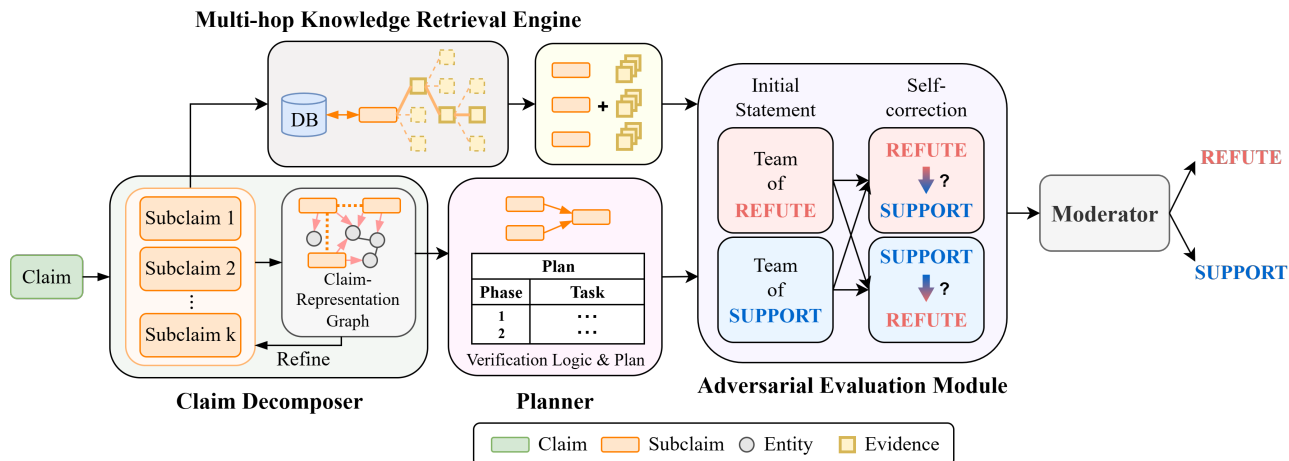 Multi-hop Knowledge Retrieval Engine
DB
+
Claim
Subclaim 1
Subclaim 2
⋮
Subclaim k
Claim-
Representation
Graph
Refine
Claim Decomposer
Plan
Phase Task
1 ···
2 ···
Verification Logic & Plan
Planner
Initial
Statement
Self-
correction
Team
of
REFUTE
REFUTE
?
SUPPORT
Team
of
SUPPORT
SUPPORT
?
REFUTE
Adversarial Evaluation Module
Moderator
REFUTE
SUPPORT
Claim Subclaim Entity Evidence